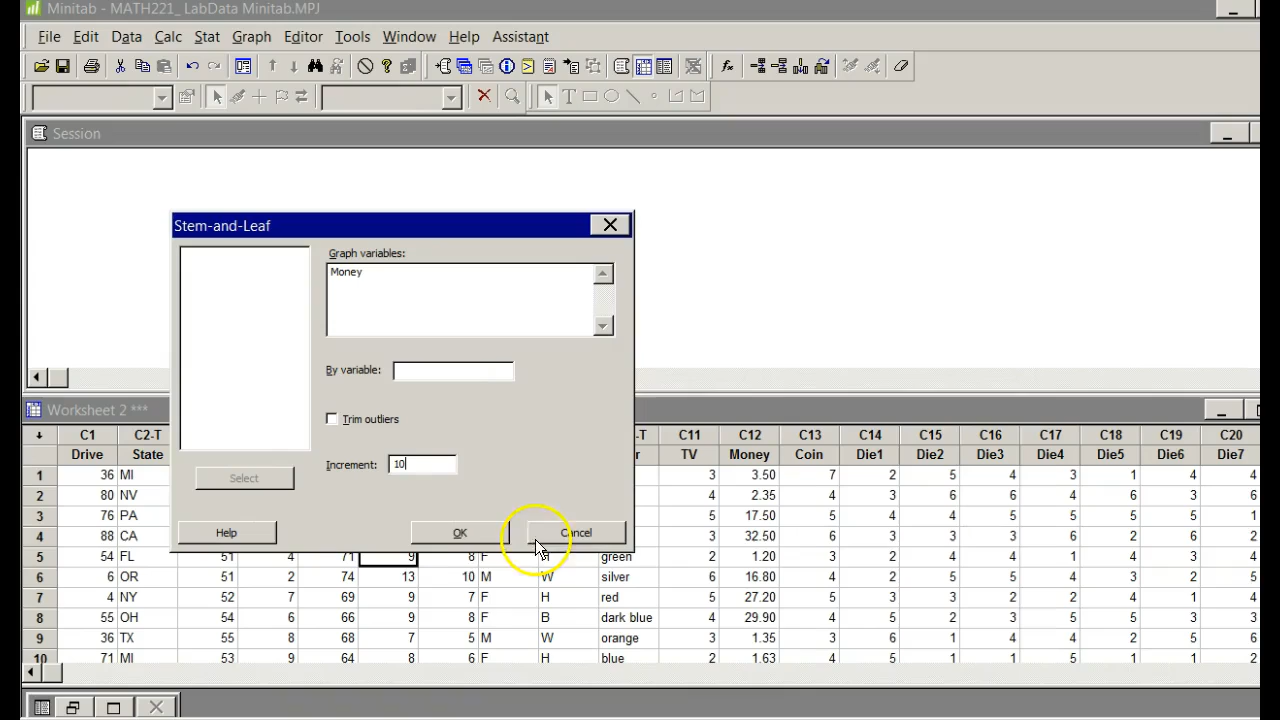 Minitab - MATH221_ LabData Minitab.MPJ
File Edit Data Calc Stat Graph Editor Tools Window Help Assistant
Session
Stem-and-Leaf
Graph variables:
Money
By variable:
Trim outliers
Increment: 10
Select
Help OK Cancel
Worksheet 2 ***
C1 C2-T -T C11 C12 C13 C14 C15 C16 C17 C18 C19 C20
Drive State r TV Money Coin Die1 Die2 Die3 Die4 Die5 Die6 Die7
1 36 MI 3 3.50 7 2 5 4 3 1 4 4
2 80 NV 4 2.35 4 3 6 6 4 6 3 6
3 76 PA 5 17.50 5 4 4 2 5 5 5 1
4 88 CA 4 32.50 6 3 3 3 6 2 6 2
5 54 FL 51 4 71 9 8 F H green 2 1.20 3 2 4 4 1 4 4 3
6 6 OR 51 2 74 13 10 M W silver 6 16.80 4 2 5 5 4 3 2 5
7 4 NY 52 7 69 9 7 F H red 5 27.20 5 3 3 2 2 4 1 4
8 55 OH 54 6 66 9 8 F B dark blue 4 29.90 4 5 2 3 5 5 3 3
9 36 TX 55 8 68 7 5 M W orange 3 1.35 3 6 1 4 4 2 5 6
10 71 MI 53 9 64 8 6 F H blue 2 1.63 4 5 3 1 5 1 1 2